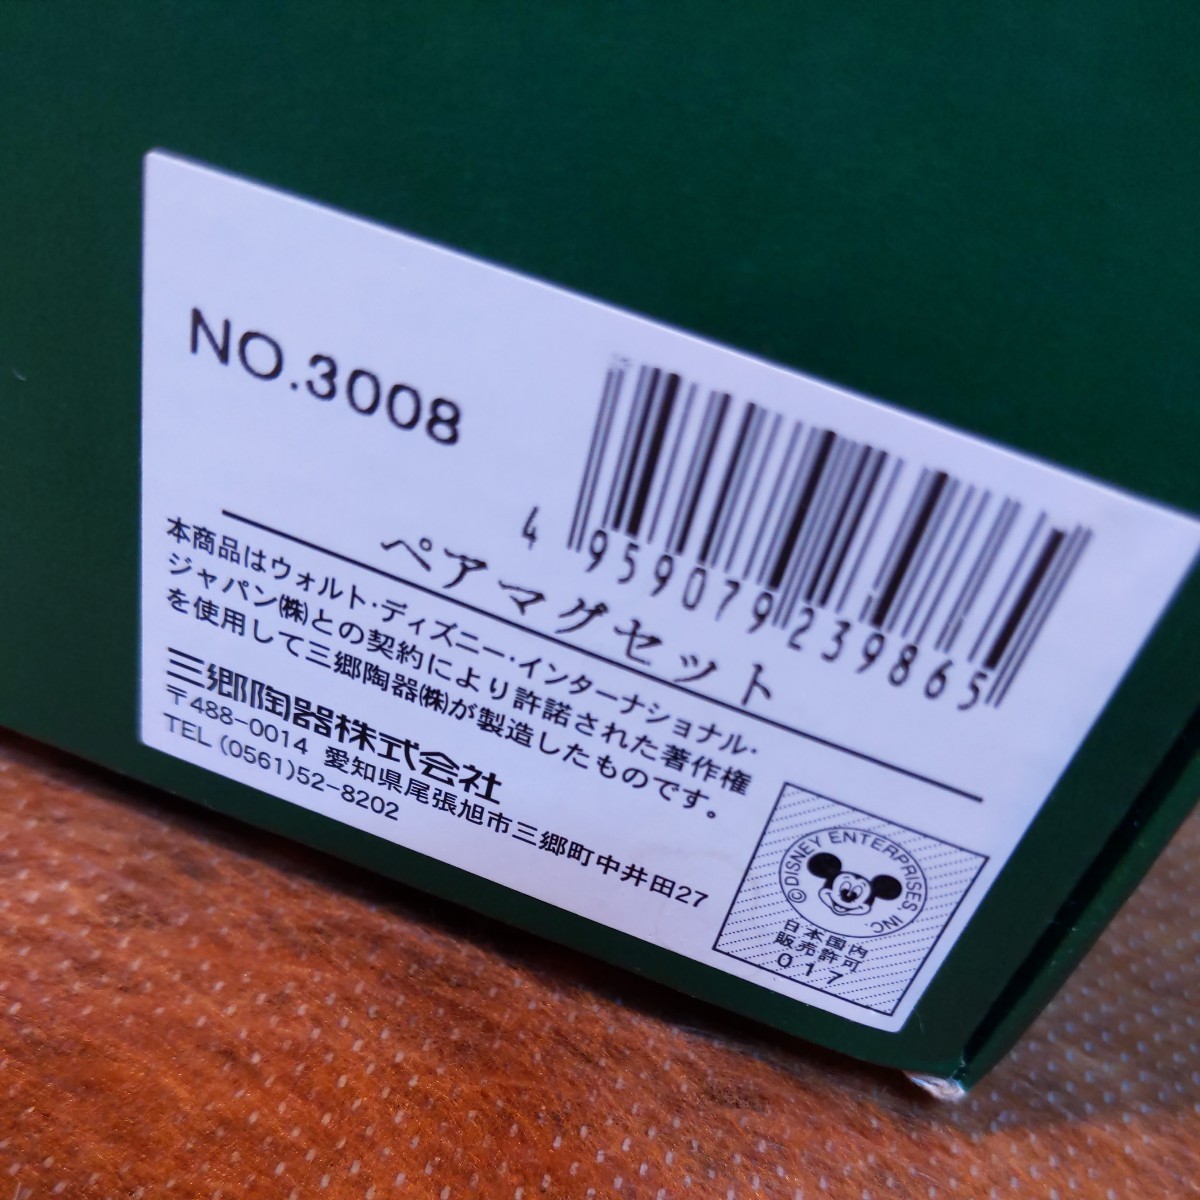 NO.3008
4 959079 239865
ペアマグセット
本商品はウォルト・ディズニー・インターナショナル・
ジャパン㈱との契約により許諾された著作権
を使用して三郷陶器㈱が製造したものです。
三郷陶器株式会社
〒488-0014 愛知県尾張旭市三郷町中井田27
TEL (0561)52-8202
©DISNEY ENTERPRISES, INC.
日本国内
販売許可
017